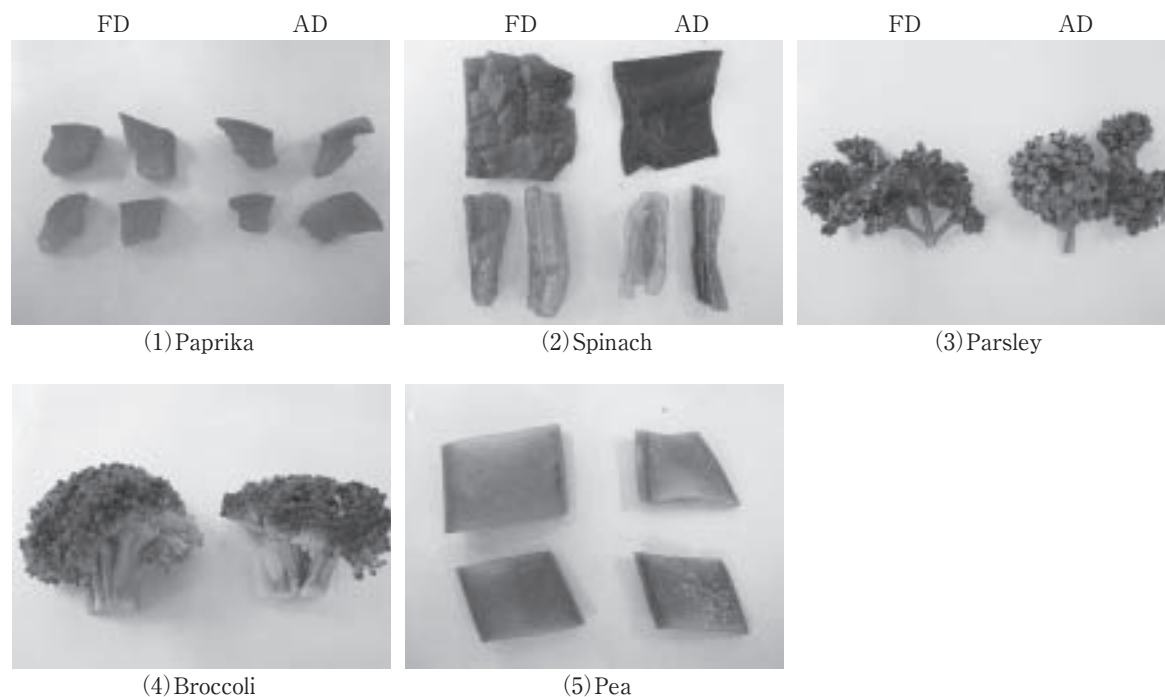 FD AD FD AD FD AD
(1)Paprika (2)Spinach (3)Parsley
(4)Broccoli (5)Pea